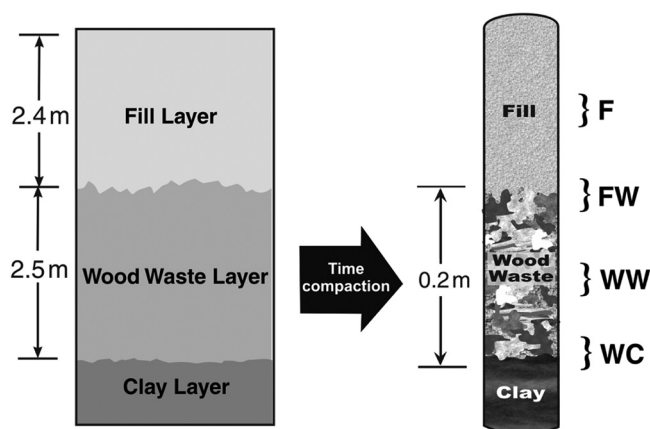 2.4 m
Fill Layer
2.5 m
Wood Waste Layer
Clay Layer
Time
compaction
0.2 m
Fill
Wood
Waste
Clay
F
FW
WW
WC